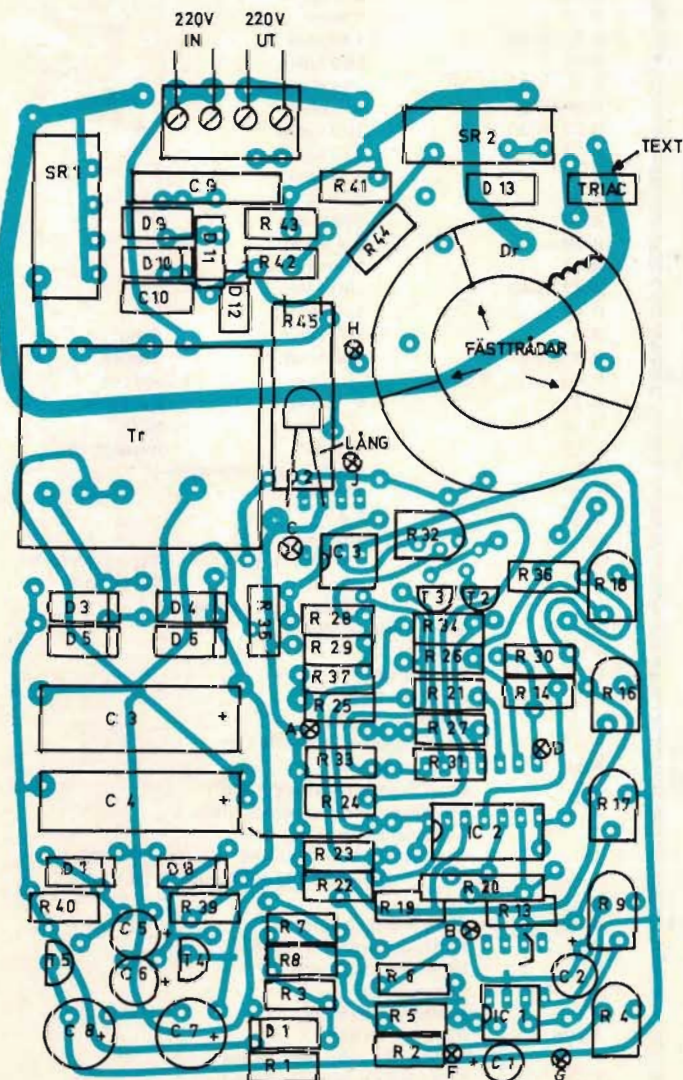 220V 220V
IN UT
SR 1
SR 2
TEXT
C 9
R 41
D 13
TRIAC
D 9
D 11
R 43
R 44
D 10
R 42
Dr
C 10
D 12
R 45
H
FÄSTTRÅDAR
Tr
LÅNG
J
C
IC 3
R 32
R 36
R 18
D 3
D 4
R 35
R 28
T 3
T 2
R 34
D 5
D 6
R 29
R 26
R 30
R 37
R 21
R 14
R 16
C 3 +
R 25
A
R 27
D
R 33
R 31
C 4 +
R 24
R 17
IC 2
R 23
D 7
D 8
R 22
R 20
R 40
R 39
R 19
R 13
R 9
C 5 +
R 7
B
T 5
T 4
R 8
C 6 +
R 6
C 2 +
R 3
C 8 +
C 7 +
R 5
IC 1
R 4
D 1
R 2
R 1
F
+ C 1
G